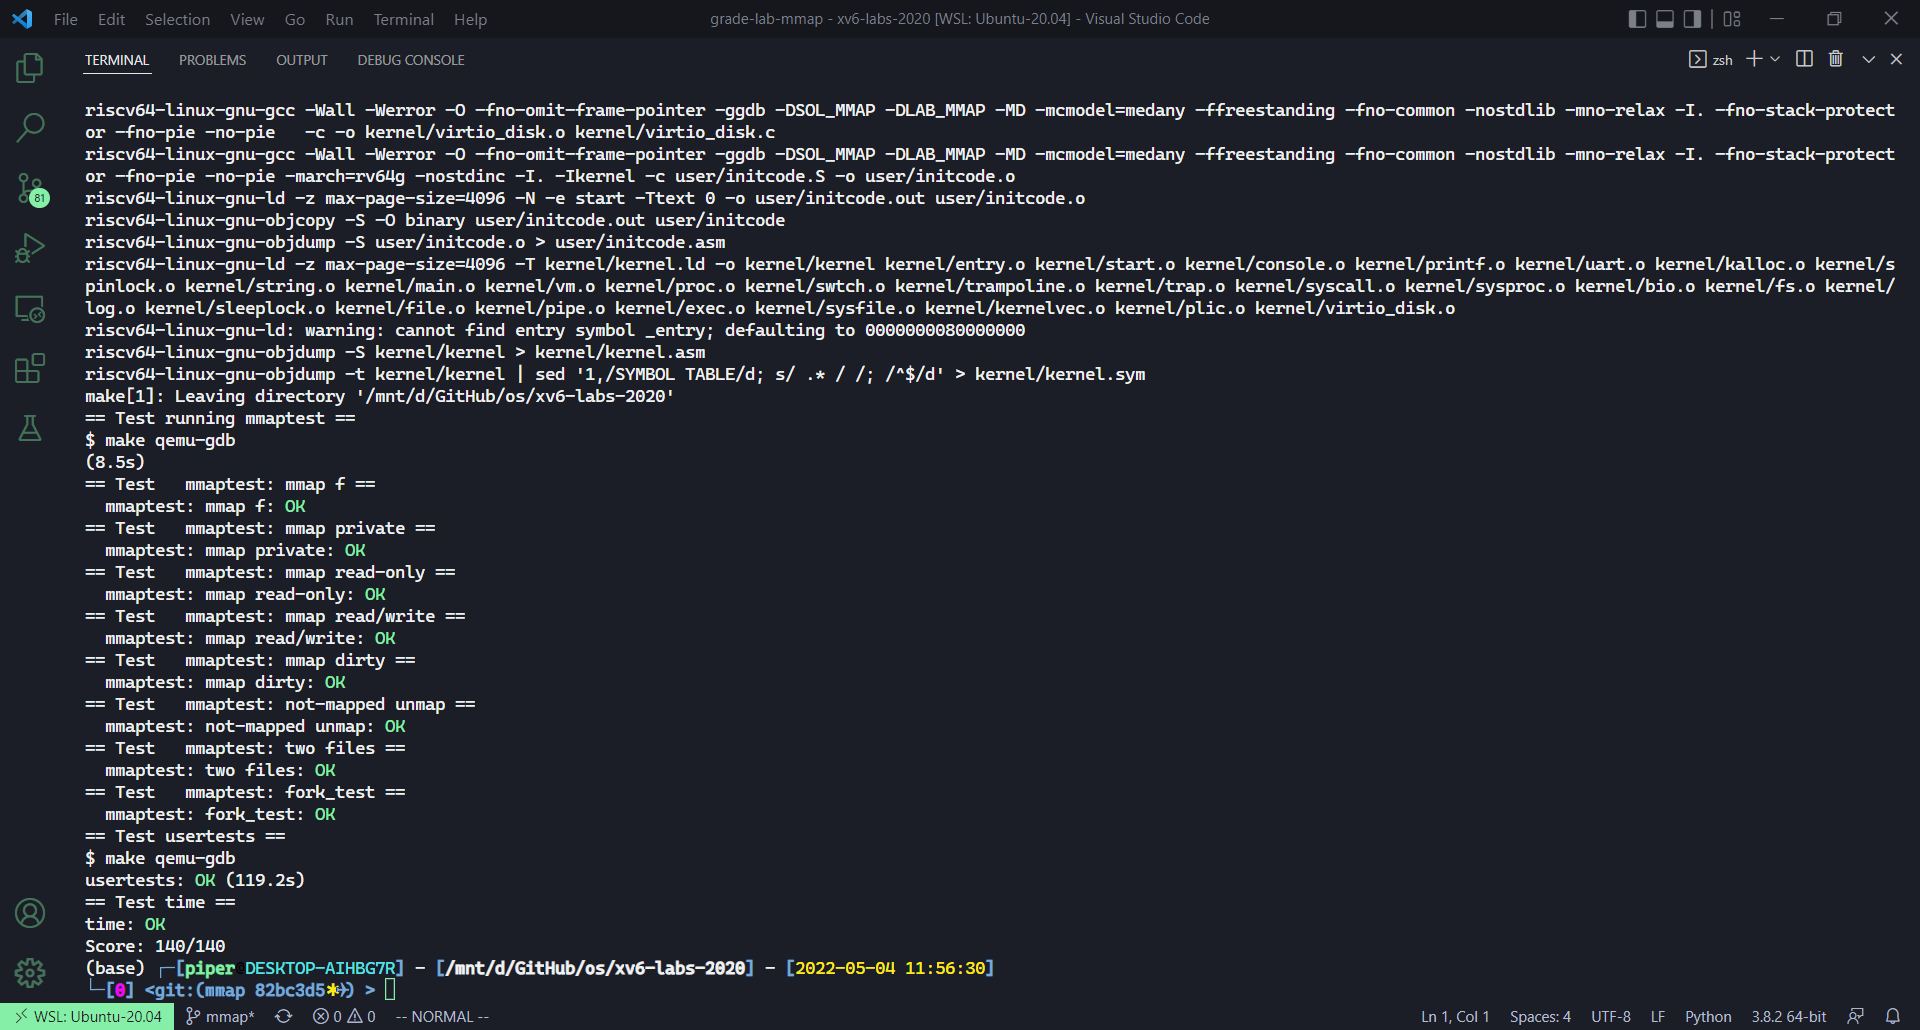 File Edit Selection View Go Run Terminal Help grade-lab-mmap - xv6-labs-2020 [WSL: Ubuntu-20.04] - Visual Studio Code
TERMINAL PROBLEMS OUTPUT DEBUG CONSOLE zsh
riscv64-linux-gnu-gcc -Wall -Werror -O -fno-omit-frame-pointer -ggdb -DSOL_MMAP -DLAB_MMAP -MD -mcmodel=medany -ffreestanding -fno-common -nostdlib -mno-relax -I. -fno-stack-protect
or -fno-pie -no-pie   -c -o kernel/virtio_disk.o kernel/virtio_disk.c
riscv64-linux-gnu-gcc -Wall -Werror -O -fno-omit-frame-pointer -ggdb -DSOL_MMAP -DLAB_MMAP -MD -mcmodel=medany -ffreestanding -fno-common -nostdlib -mno-relax -I. -fno-stack-protect
or -fno-pie -no-pie -march=rv64g -nostdinc -I. -Ikernel -c user/initcode.S -o user/initcode.o
riscv64-linux-gnu-ld -z max-page-size=4096 -N -e start -Ttext 0 -o user/initcode.out user/initcode.o
riscv64-linux-gnu-objcopy -S -O binary user/initcode.out user/initcode
riscv64-linux-gnu-objdump -S user/initcode.o > user/initcode.asm
riscv64-linux-gnu-ld -z max-page-size=4096 -T kernel/kernel.ld -o kernel/kernel kernel/entry.o kernel/start.o kernel/console.o kernel/printf.o kernel/uart.o kernel/kalloc.o kernel/s
pinlock.o kernel/string.o kernel/main.o kernel/vm.o kernel/proc.o kernel/swtch.o kernel/trampoline.o kernel/trap.o kernel/syscall.o kernel/sysproc.o kernel/bio.o kernel/fs.o kernel/
log.o kernel/sleeplock.o kernel/file.o kernel/pipe.o kernel/exec.o kernel/sysfile.o kernel/kernelvec.o kernel/plic.o kernel/virtio_disk.o
riscv64-linux-gnu-ld: warning: cannot find entry symbol _entry; defaulting to 0000000080000000
riscv64-linux-gnu-objdump -S kernel/kernel > kernel/kernel.asm
riscv64-linux-gnu-objdump -t kernel/kernel | sed '1,/SYMBOL TABLE/d; s/ .* / /; /^$/d' > kernel/kernel.sym
make[1]: Leaving directory '/mnt/d/GitHub/os/xv6-labs-2020'
== Test running mmaptest ==
$ make qemu-gdb
(8.5s)
== Test   mmaptest: mmap f ==
  mmaptest: mmap f: OK
== Test   mmaptest: mmap private ==
  mmaptest: mmap private: OK
== Test   mmaptest: mmap read-only ==
  mmaptest: mmap read-only: OK
== Test   mmaptest: mmap read/write ==
  mmaptest: mmap read/write: OK
== Test   mmaptest: mmap dirty ==
  mmaptest: mmap dirty: OK
== Test   mmaptest: not-mapped unmap ==
  mmaptest: not-mapped unmap: OK
== Test   mmaptest: two files ==
  mmaptest: two files: OK
== Test   mmaptest: fork_test ==
  mmaptest: fork_test: OK
== Test usertests ==
$ make qemu-gdb
usertests: OK (119.2s)
== Test time ==
time: OK
Score: 140/140
(base) ┌─[piper@DESKTOP-AIHBG7R] - [/mnt/d/GitHub/os/xv6-labs-2020] - [2022-05-04 11:56:30]
└─[0] <git:(mmap 82bc3d5✱✈) >
81
WSL: Ubuntu-20.04 mmap* 0 0 -- NORMAL -- Ln 1, Col 1 Spaces: 4 UTF-8 LF Python 3.8.2 64-bit